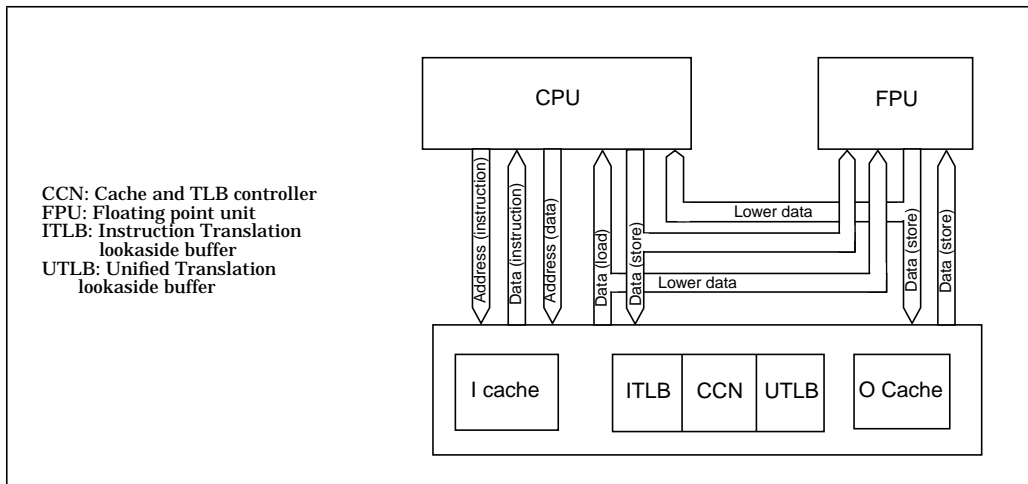 CPU
FPU
CCN: Cache and TLB controller
FPU: Floating point unit
ITLB: Instruction Translation
lookaside buffer
UTLB: Unified Translation
lookaside buffer
Address (instruction)
Data (instruction)
Address (data)
Data (load)
Data (store)
Lower data
Lower data
Data (store)
Data (store)
I cache
ITLB
CCN
UTLB
O Cache